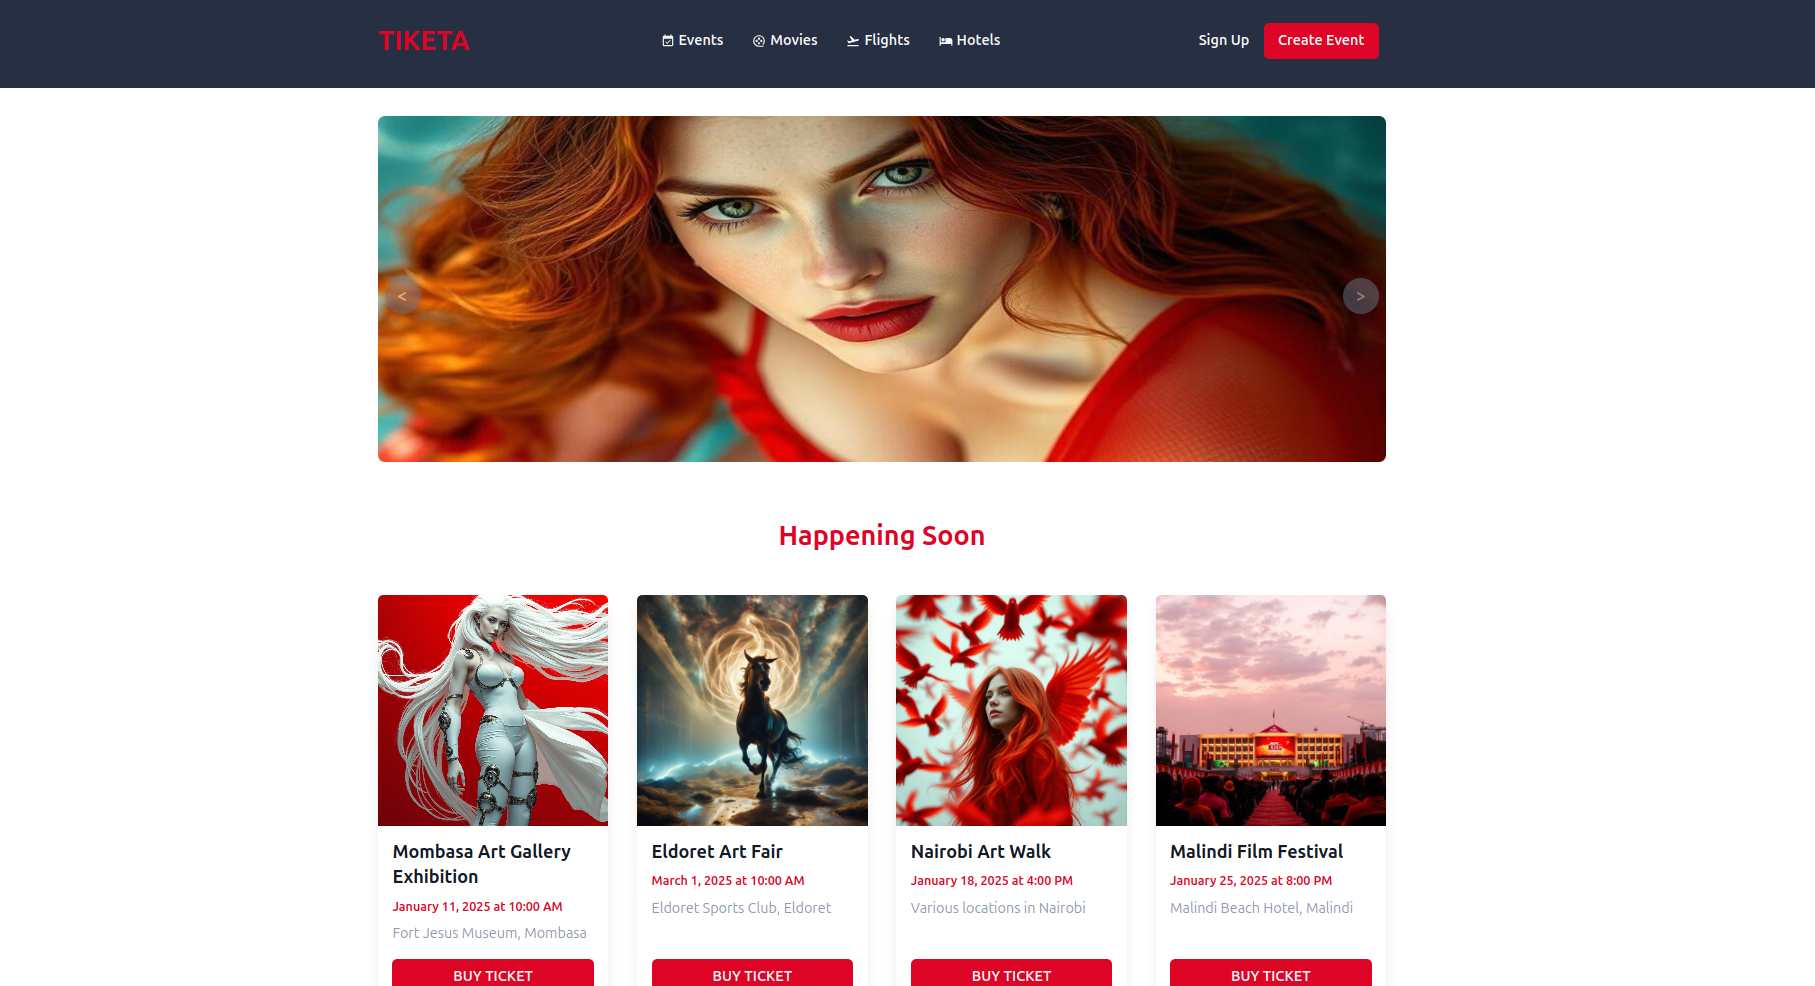 TIKETA
Events
Movies
Flights
Hotels
Sign Up
Create Event
<
>
Happening Soon
KICC
Mombasa Art Gallery
Exhibition
January 11, 2025 at 10:00 AM
Fort Jesus Museum, Mombasa
BUY TICKET
Eldoret Art Fair
March 1, 2025 at 10:00 AM
Eldoret Sports Club, Eldoret
BUY TICKET
Nairobi Art Walk
January 18, 2025 at 4:00 PM
Various locations in Nairobi
BUY TICKET
Malindi Film Festival
January 25, 2025 at 8:00 PM
Malindi Beach Hotel, Malindi
BUY TICKET